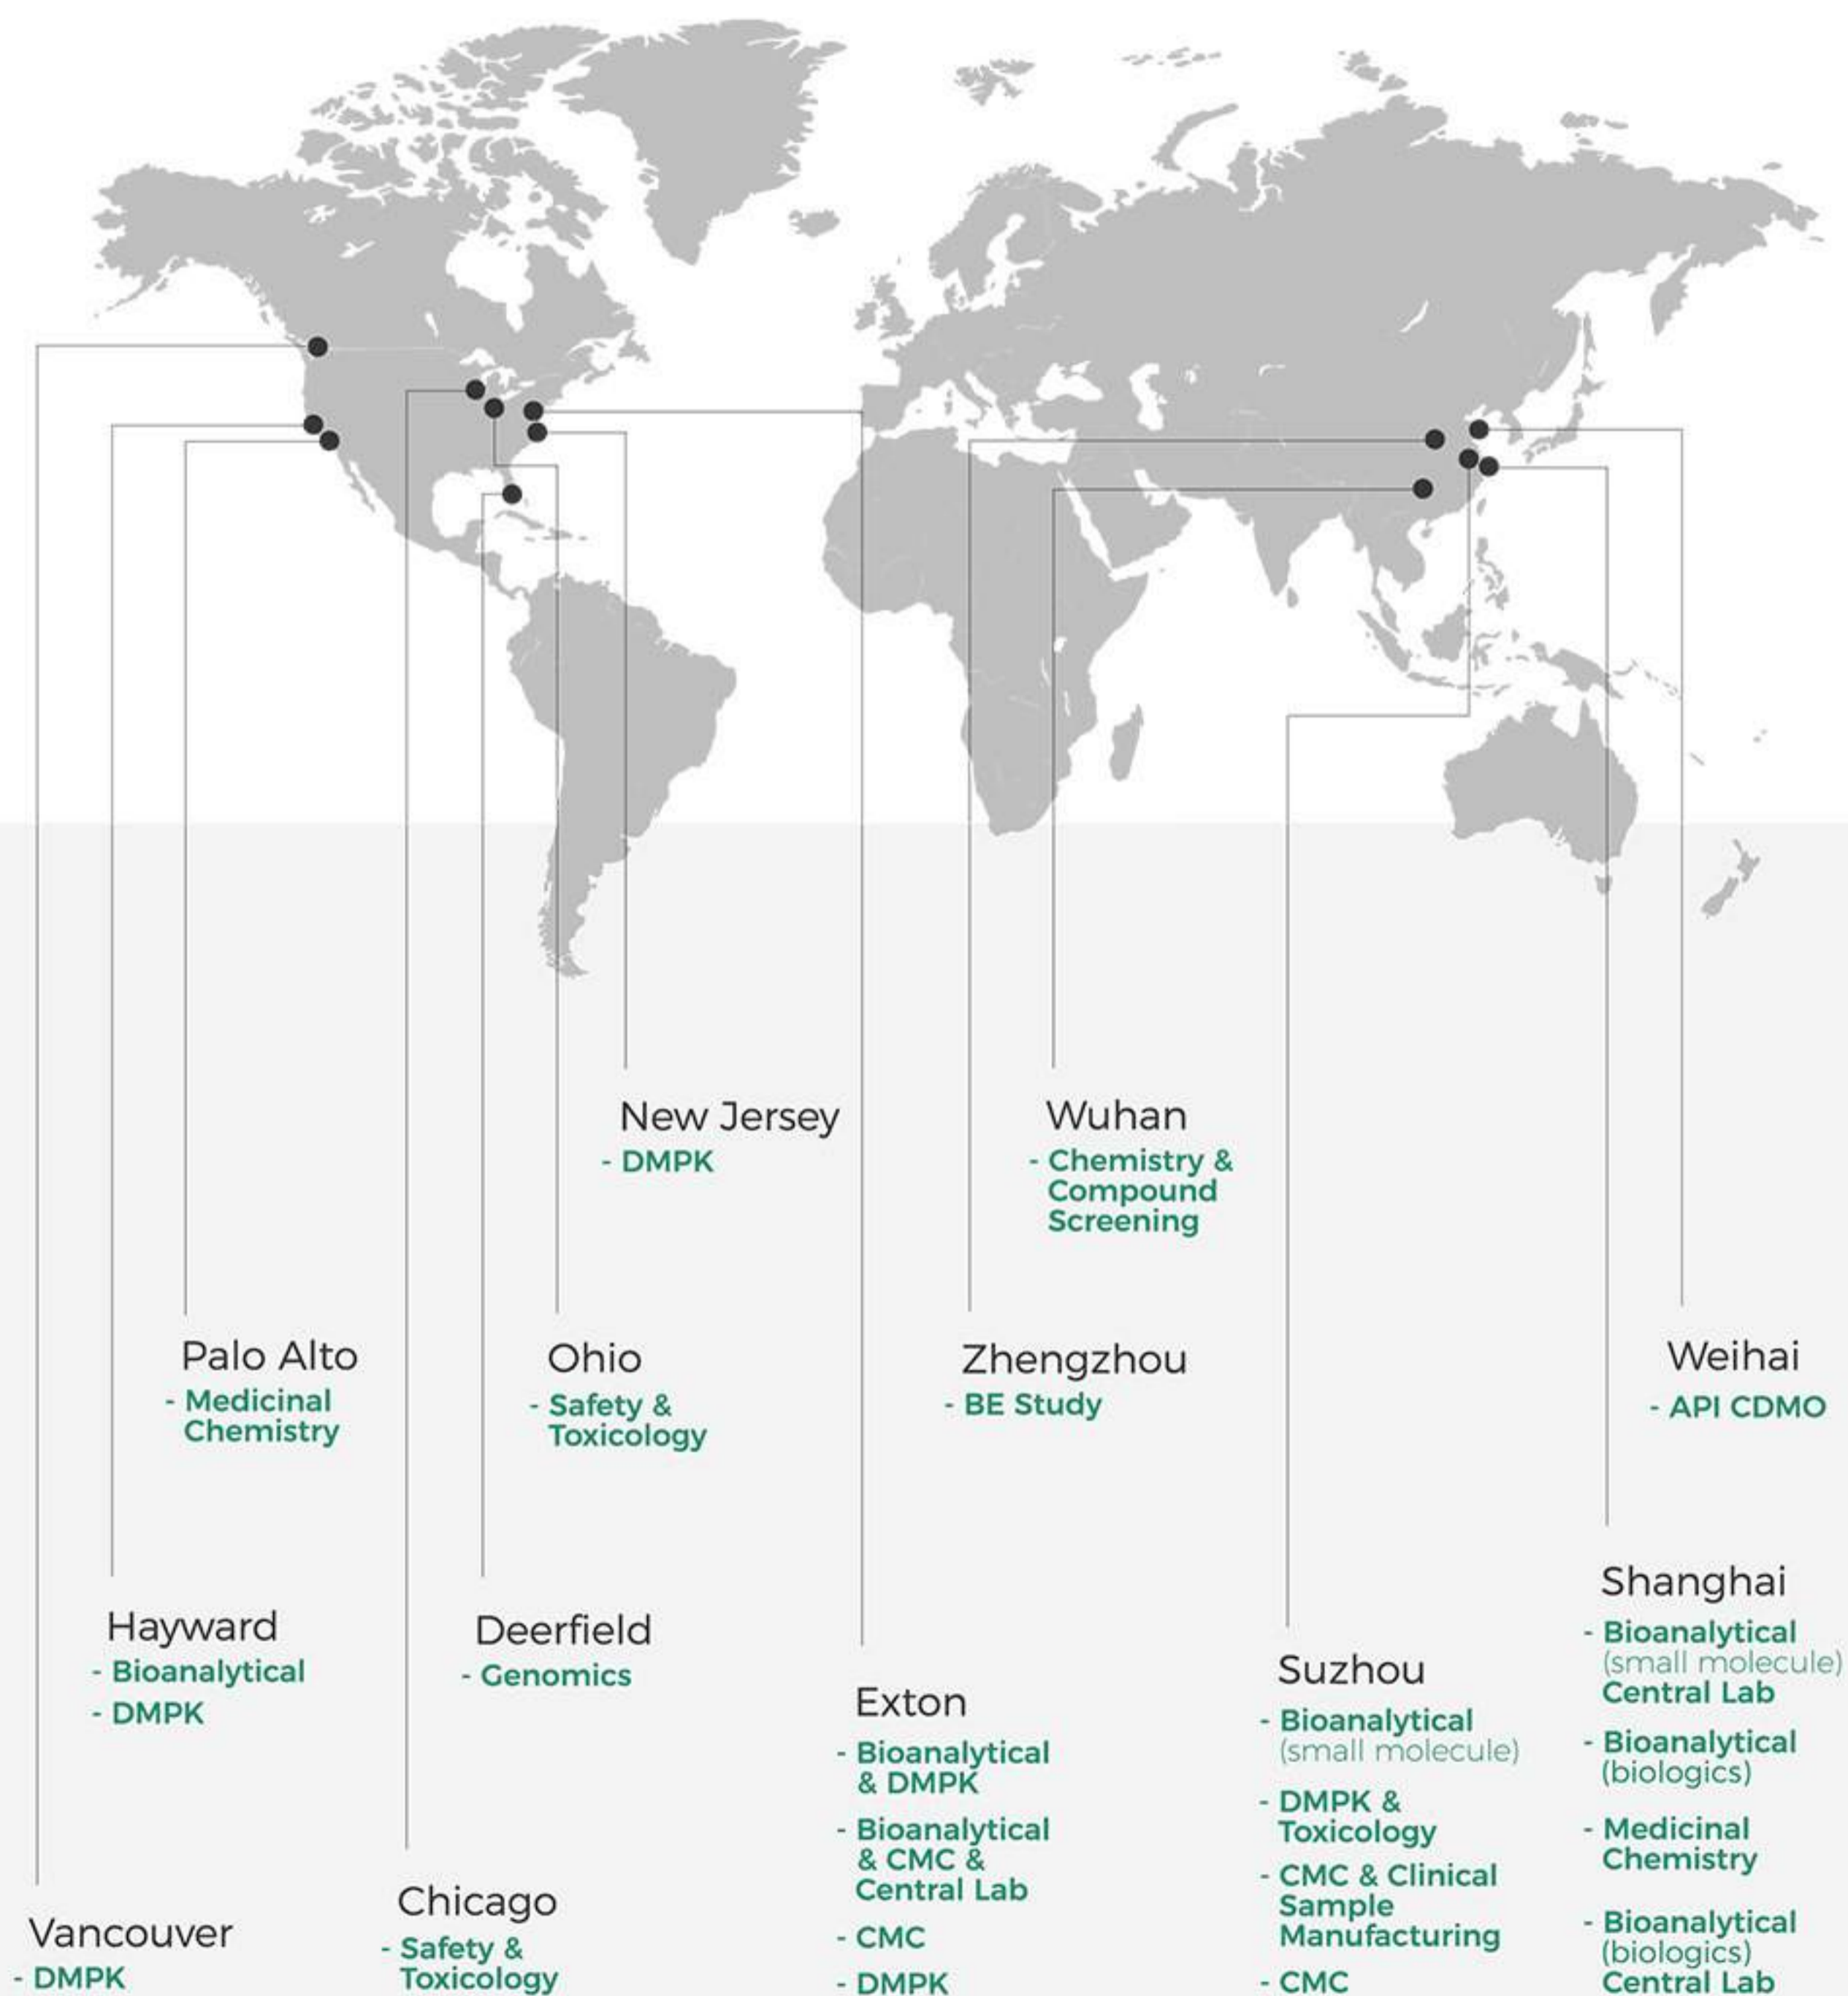 New Jersey
- DMPK
Wuhan
- Chemistry &
Compound
Screening
Palo Alto
- Medicinal
Chemistry
Ohio
- Safety &
Toxicology
Zhengzhou
- BE Study
Weihai
- API CDMO
Hayward
- Bioanalytical
- DMPK
Deerfield
- Genomics
Exton
- Bioanalytical
& DMPK
- Bioanalytical
& CMC &
Central Lab
- CMC
- DMPK
Suzhou
- Bioanalytical
(small molecule)
- DMPK &
Toxicology
- CMC & Clinical
Sample
Manufacturing
- CMC
Shanghai
- Bioanalytical
(small molecule)
Central Lab
- Bioanalytical
(biologics)
- Medicinal
Chemistry
- Bioanalytical
(biologics)
Central Lab
Vancouver
- DMPK
Chicago
- Safety &
Toxicology